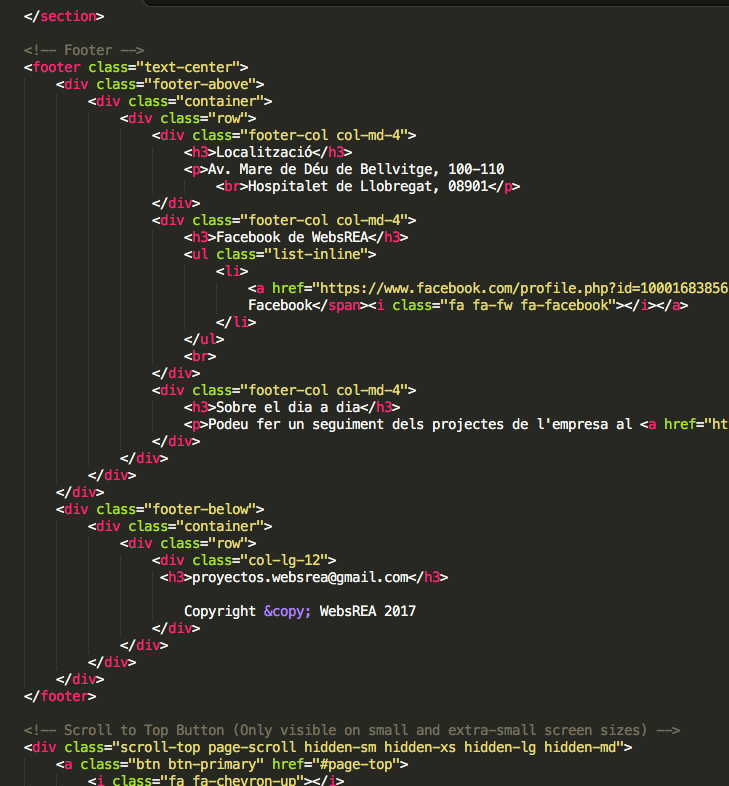 </section>
<!-- Footer -->
<footer class="text-center">
<div class="footer-above">
<div class="container">
<div class="row">
<div class="footer-col col-md-4">
<h3>Localització</h3>
<p>Av. Mare de Déu de Bellvitge, 100-110
<br>Hospitalet de Llobregat, 08901</p>
</div>
<div class="footer-col col-md-4">
<h3>Facebook de WebsREA</h3>
<ul class="list-inline">
<li>
<a href="https://www.facebook.com/profile.php?id=10001683856
Facebook</span><i class="fa fa-fw fa-facebook"></i></a>
</li>
</ul>
<br>
</div>
<div class="footer-col col-md-4">
<h3>Sobre el dia a dia</h3>
<p>Podeu fer un seguiment dels projectes de l'empresa al <a href="ht
</div>
</div>
</div>
</div>
<div class="footer-below">
<div class="container">
<div class="row">
<div class="col-lg-12">
<h3>proyectos.websrea@gmail.com</h3>
Copyright &copy; WebsREA 2017
</div>
</div>
</div>
</div>
</footer>
<!-- Scroll to Top Button (Only visible on small and extra-small screen sizes) -->
<div class="scroll-top page-scroll hidden-sm hidden-xs hidden-lg hidden-md">
<a class="btn btn-primary" href="#page-top">
<i class="fa fa-chevron-up"></i>